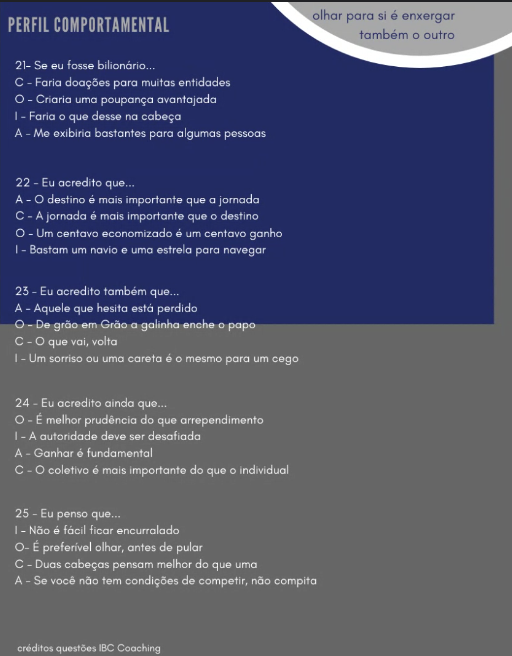 PERFIL COMPORTAMENTAL
olhar para si é enxergar
também o outro
21- Se eu fosse bilionário...
C - Faria doações para muitas entidades
O - Criaria uma poupança avantajada
I - Faria o que desse na cabeça
A - Me exibiria bastantes para algumas pessoas
22 - Eu acredito que...
A - O destino é mais importante que a jornada
C - A jornada é mais importante que o destino
O - Um centavo economizado é um centavo ganho
I - Bastam um navio e uma estrela para navegar
23 - Eu acredito também que...
A - Aquele que hesita está perdido
O - De grão em Grão a galinha enche o papo
C - O que vai, volta
I - Um sorriso ou uma careta é o mesmo para um cego
24 - Eu acredito ainda que...
O - É melhor prudência do que arrependimento
I - A autoridade deve ser desafiada
A - Ganhar é fundamental
C - O coletivo é mais importante do que o individual
25 - Eu penso que...
I - Não é fácil ficar encurralado
O- É preferível olhar, antes de pular
C - Duas cabeças pensam melhor do que uma
A - Se você não tem condições de competir, não compita
créditos questões IBC Coaching